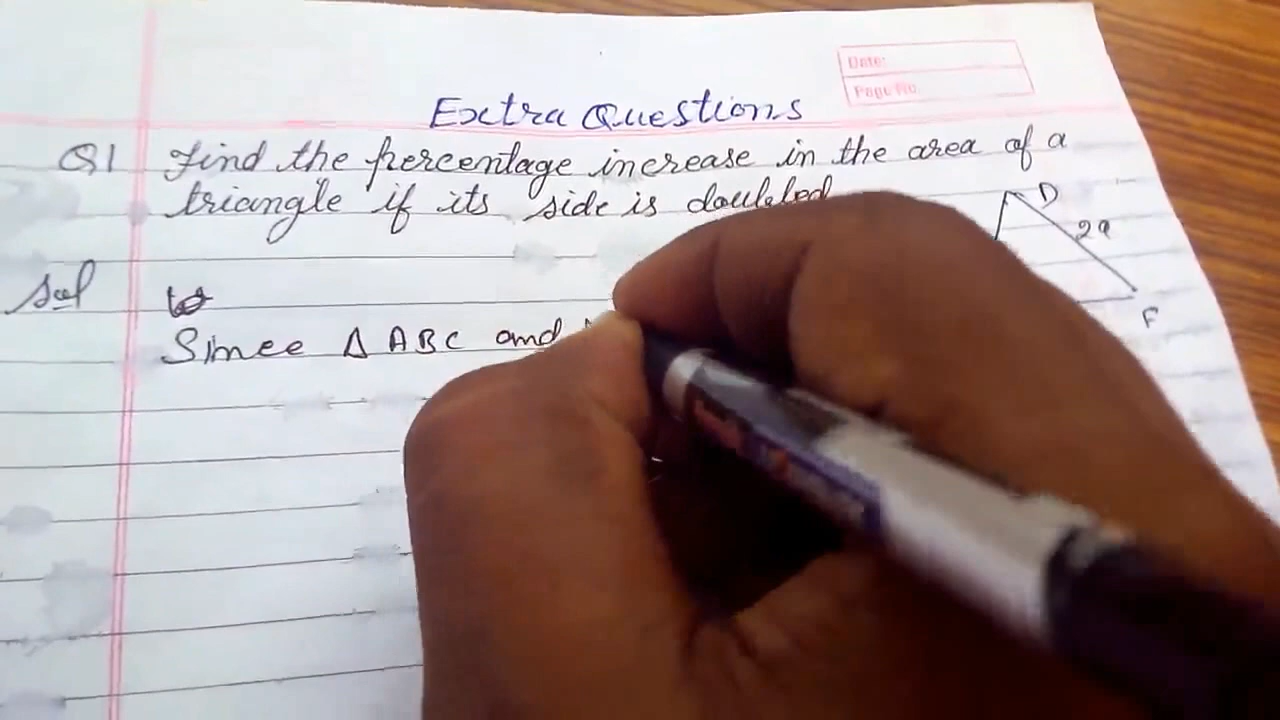 Date:
Page No.
Extra Questions
Q1 Find the percentage increase in the area of a
triangle if its side is doubled
D
2a
F
Sol
Since Δ ABC and